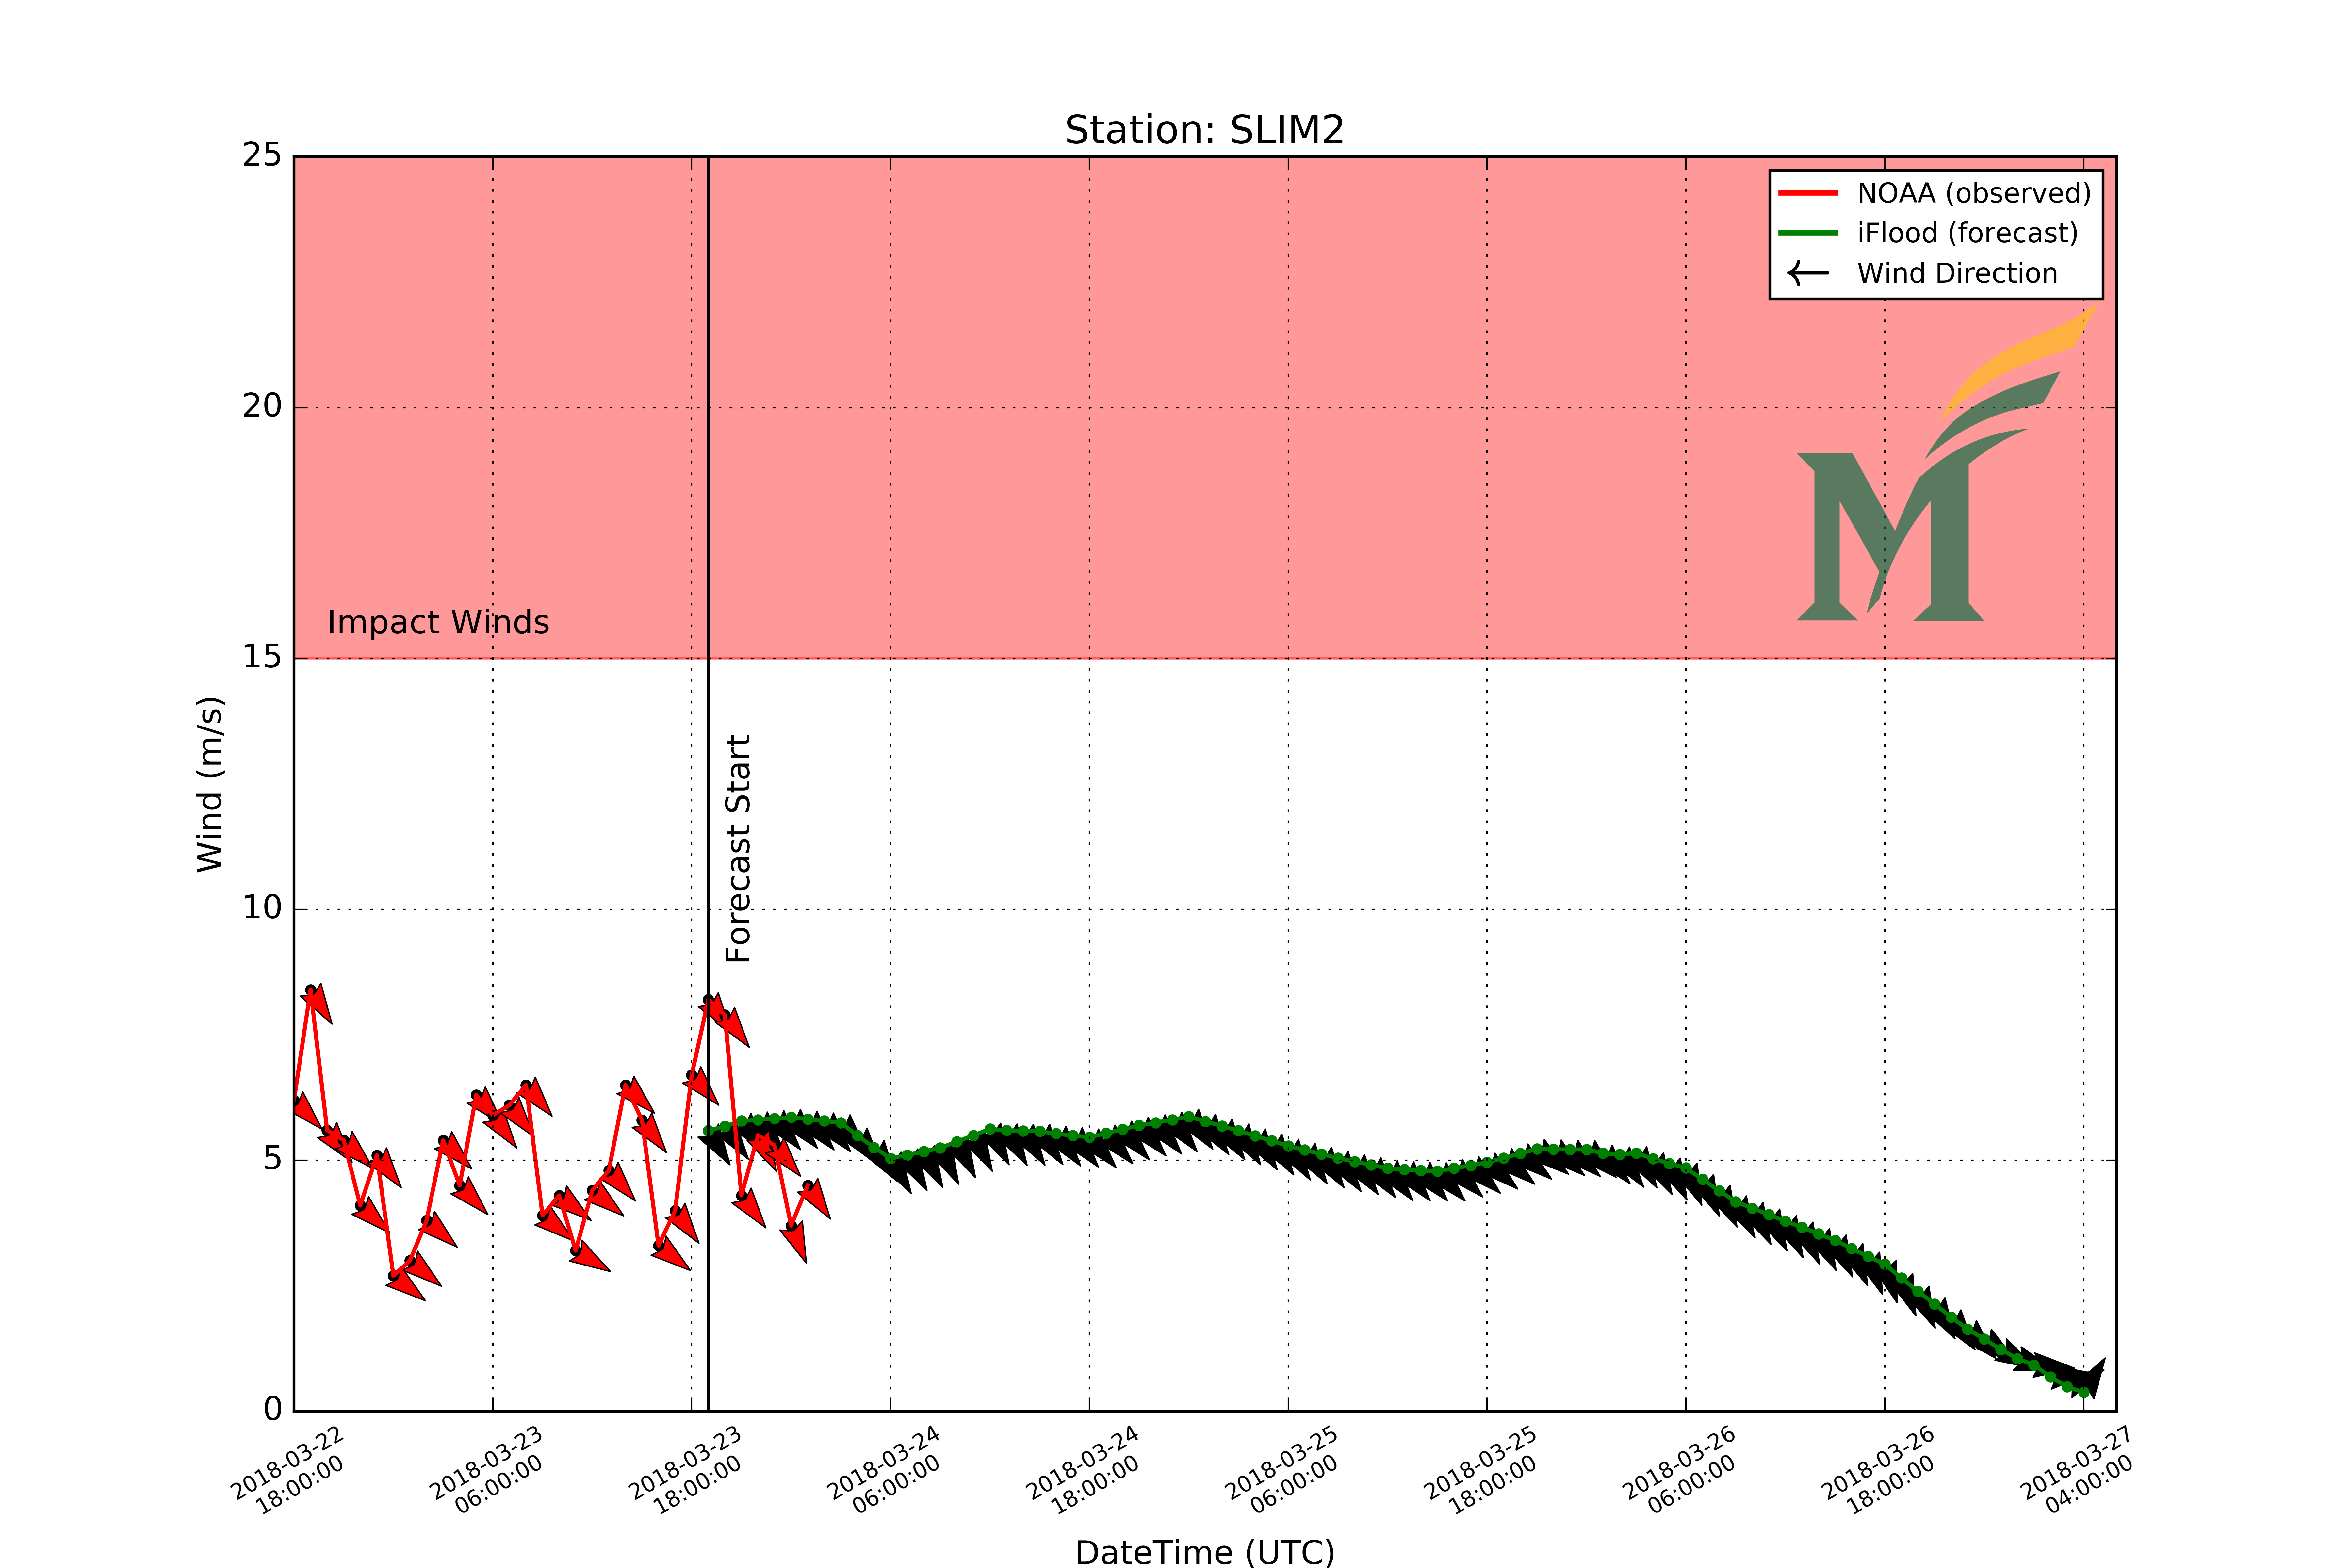 Station: SLIM2
25
20
15
10
5
0
Wind (m/s)
NOAA (observed)
iFlood (forecast)
Wind Direction
M
Impact Winds
Forecast Start
2018-03-22
18:00:00
2018-03-23
06:00:00
2018-03-23
18:00:00
2018-03-24
06:00:00
2018-03-24
18:00:00
2018-03-25
06:00:00
2018-03-25
18:00:00
2018-03-26
06:00:00
2018-03-26
18:00:00
2018-03-27
04:00:00
DateTime (UTC)